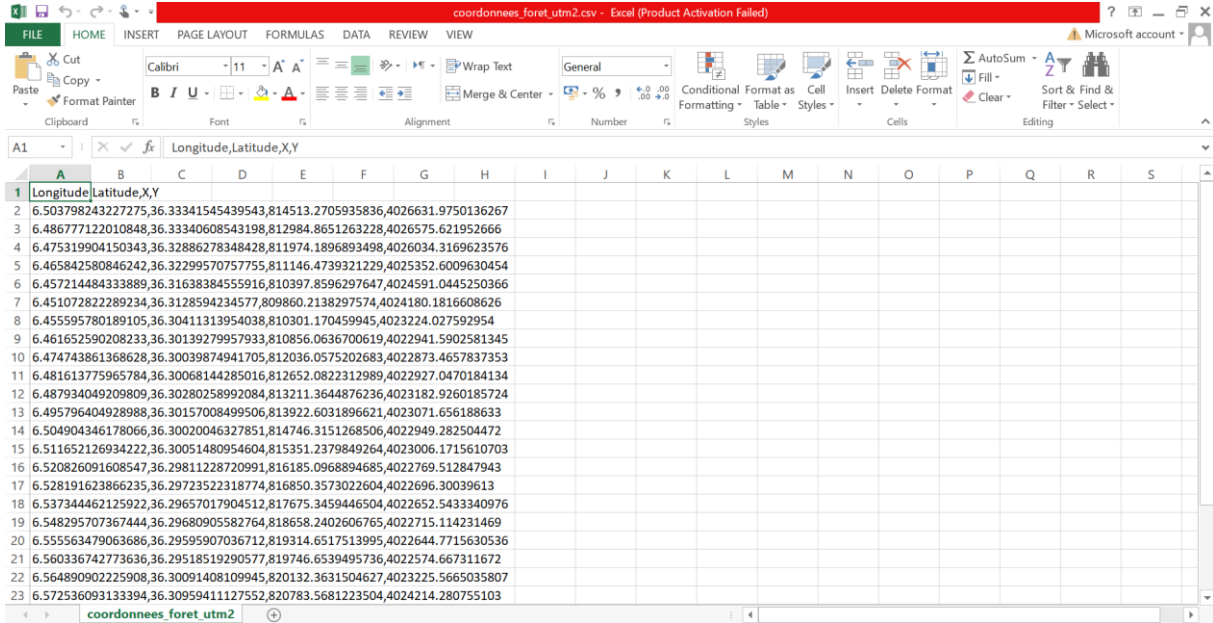 coordonnees_foret_utm2.csv - Excel (Product Activation Failed)
FILE HOME INSERT PAGE LAYOUT FORMULAS DATA REVIEW VIEW Microsoft account
Paste
Cut
Copy
Format Painter
Clipboard
Calibri 11
B I U
Font
Wrap Text
Merge & Center
Alignment
General
Number
Conditional Formatting
Format as Table
Cell Styles
Styles
Insert Delete Format
Cells
AutoSum
Fill
Clear
Sort & Filter
Find & Select
Editing
A1 fx Longitude,Latitude,X,Y
A B C D E F G H I J K L M N O P Q R S
1 Longitude,Latitude,X,Y
2 6.503798243227275,36.33341545439543,814513.2705935836,4026631.9750136267
3 6.486777122010848,36.33340608543198,812984.8651263228,4026575.621952666
4 6.475319904150343,36.32886278348428,811974.1896893498,4026034.3169623576
5 6.465842580846242,36.32299570757755,811146.4739321229,4025352.6009630454
6 6.457214484333889,36.31638384555916,810397.8596297647,4024591.0445250366
7 6.451072822289234,36.3128594234577,809860.2138297574,4024180.1816608626
8 6.455595780189105,36.30411313954038,810301.170459945,4023224.027592954
9 6.461652590208233,36.30139279957933,810856.0636700619,4022941.5902581345
10 6.474743861368628,36.30039874941705,812036.0575202683,4022873.4657837353
11 6.481613775965784,36.30068144285016,812652.0822312989,4022927.0470184134
12 6.487934049209809,36.30280258992084,813211.3644876236,4023182.9260185724
13 6.495796404928988,36.30157008499506,813922.6031896621,4023071.656188633
14 6.504904346178066,36.30020046327851,814746.3151268506,4022949.282504472
15 6.511652126934222,36.30051480954604,815351.2379849264,4023006.1715610703
16 6.520826091608547,36.29811228720991,816185.0968894685,4022769.512847943
17 6.528191623866235,36.29723522318774,816850.3573022604,4022696.30039613
18 6.537344462125922,36.29657017904512,817675.3459446504,4022652.5433340976
19 6.548295707367444,36.29680905582764,818658.2402606765,4022715.114231469
20 6.555563479063686,36.29595907036712,819314.6517513995,4022644.7715630536
21 6.560336742773636,36.29518519290577,819746.6539495736,4022574.667311672
22 6.564890902225908,36.30091408109945,820132.3631504627,4023225.5665035807
23 6.572536093133394,36.30959411127552,820783.5681223504,4024214.280755103
coordonnees_foret_utm2